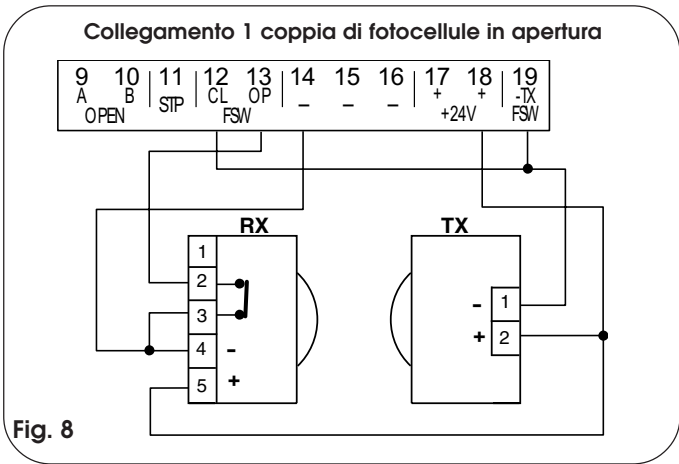 Collegamento 1 coppia di fotocellule in apertura
9 10 11 12 13 14 15 16 17 18 19
A B STP CL OP – – – + + -TX
OPEN FSW +24V FSW
RX TX
1
2
3
4 -
5 +
- 1
+ 2
Fig. 8